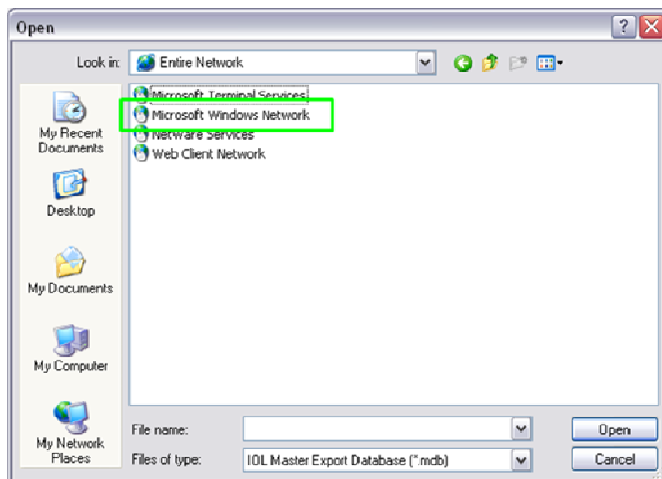 Open
Look in: Entire Network
Microsoft Terminal Services
Microsoft Windows Network
Netware Services
Web Client Network
My Recent
Documents
Desktop
My Documents
My Computer
My Network
Places
File name:
Open
Files of type: IOL Master Export Database (*.mdb)
Cancel